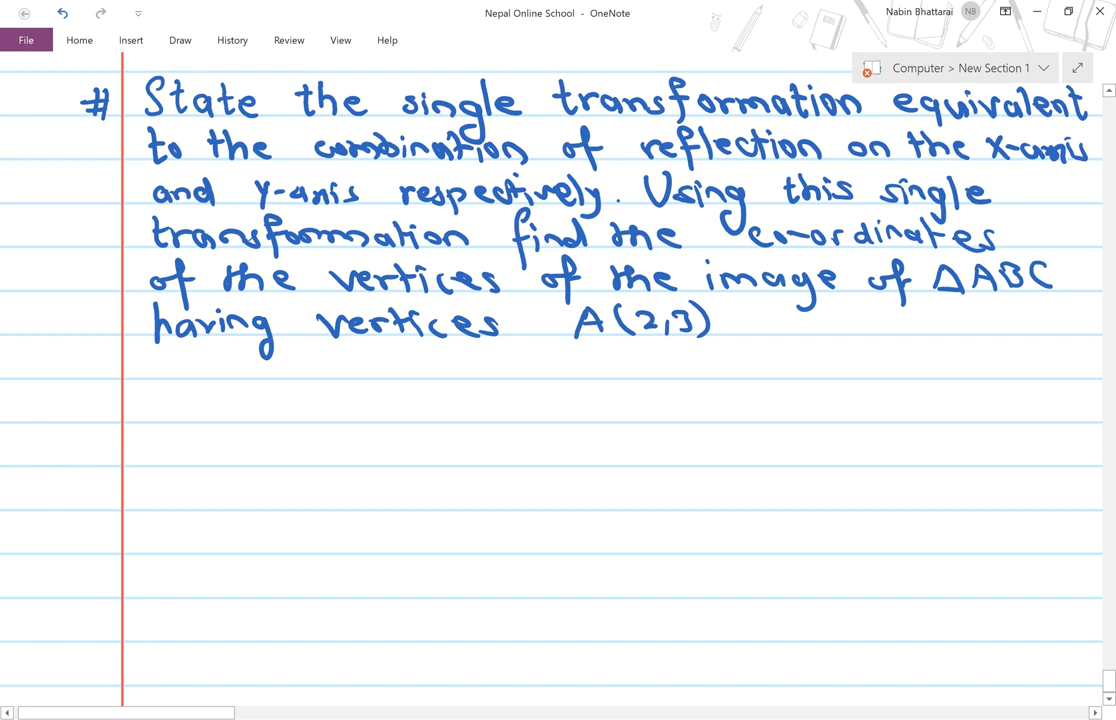 Nepal Online School - OneNote
Nabin Bhattarai NB
File Home Insert Draw History Review View Help
Computer > New Section 1
# State the single transformation equivalent
to the combination of reflection on the X-axis
and Y-axis respectively. Using this single
transformation find the co-ordinates
of the vertices of the image of ΔABC
having vertices A(2,3)